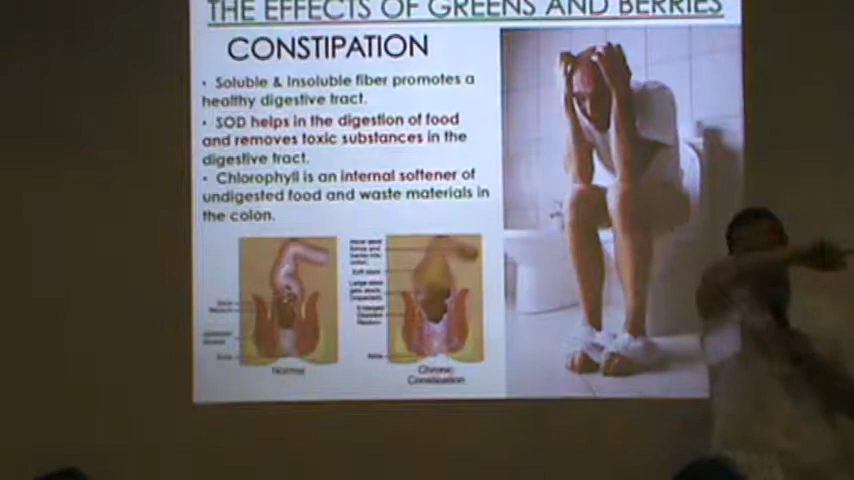 THE EFFECTS OF GREENS AND BERRIES
CONSTIPATION
• Soluble & Insoluble fiber promotes a
healthy digestive tract.
• SOD helps in the digestion of food
and removes toxic substances in the
digestive tract.
• Chlorophyll is an internal softener of
undigested food and waste materials in
the colon.
Normal
Chronic
Constipation